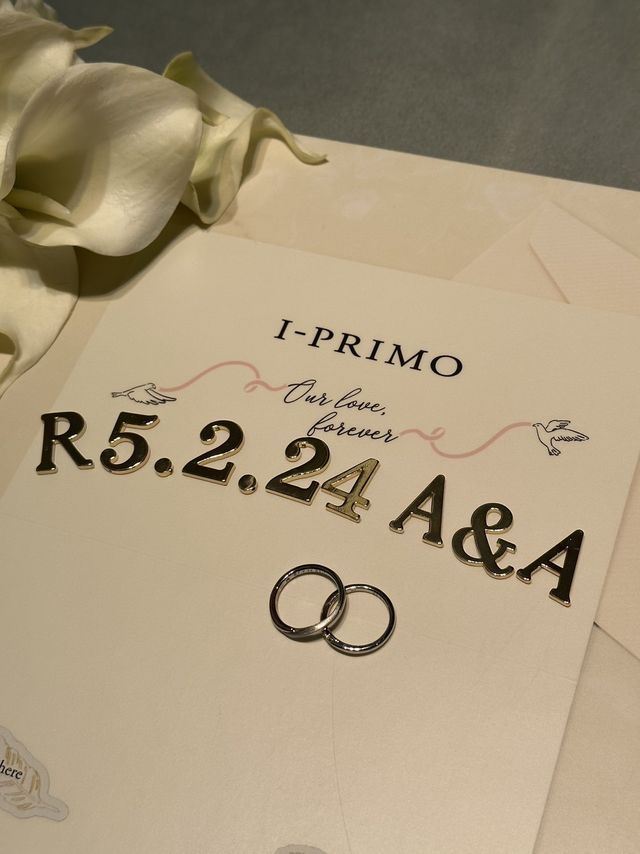 I-PRIMO
Our love,
forever
R5.2.24 A&A
here